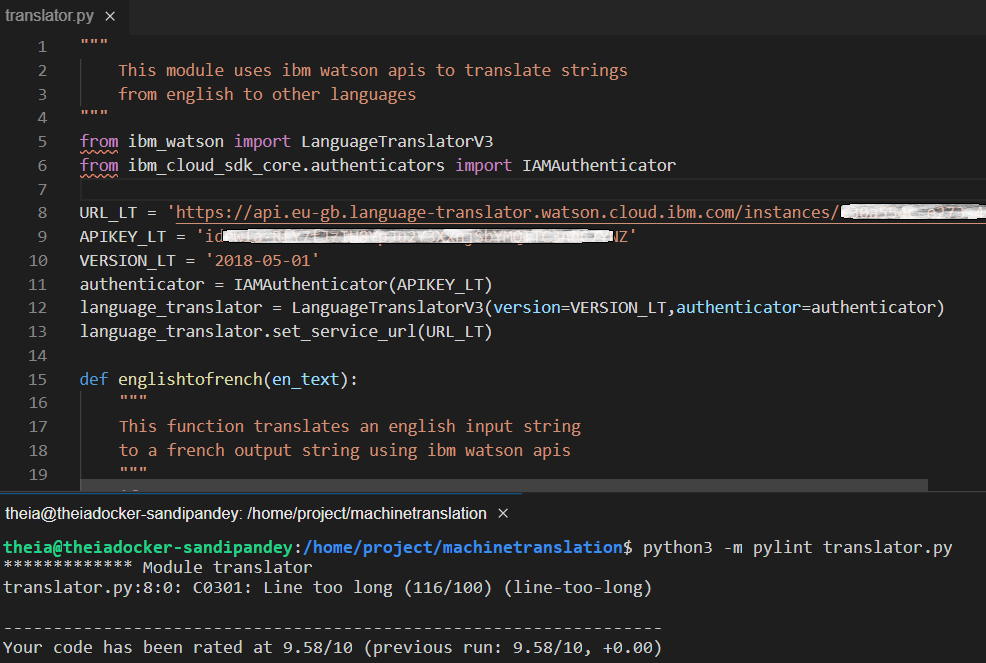 translator.py ×
1 """
2 This module uses ibm watson apis to translate strings
3 from english to other languages
4 """
5 from ibm_watson import LanguageTranslatorV3
6 from ibm_cloud_sdk_core.authenticators import IAMAuthenticator
7
8 URL_LT = 'https://api.eu-gb.language-translator.watson.cloud.ibm.com/instances/
9 APIKEY_LT = 'id NZ'
10 VERSION_LT = '2018-05-01'
11 authenticator = IAMAuthenticator(APIKEY_LT)
12 language_translator = LanguageTranslatorV3(version=VERSION_LT,authenticator=authenticator)
13 language_translator.set_service_url(URL_LT)
14
15 def englishtofrench(en_text):
16 """
17 This function translates an english input string
18 to a french output string using ibm watson apis
19 """
theia@theiadocker-sandipandey: /home/project/machinetranslation ×
theia@theiadocker-sandipandey:/home/project/machinetranslation$ python3 -m pylint translator.py
************* Module translator
translator.py:8:0: C0301: Line too long (116/100) (line-too-long)
------------------------------------------------------------------
Your code has been rated at 9.58/10 (previous run: 9.58/10, +0.00)